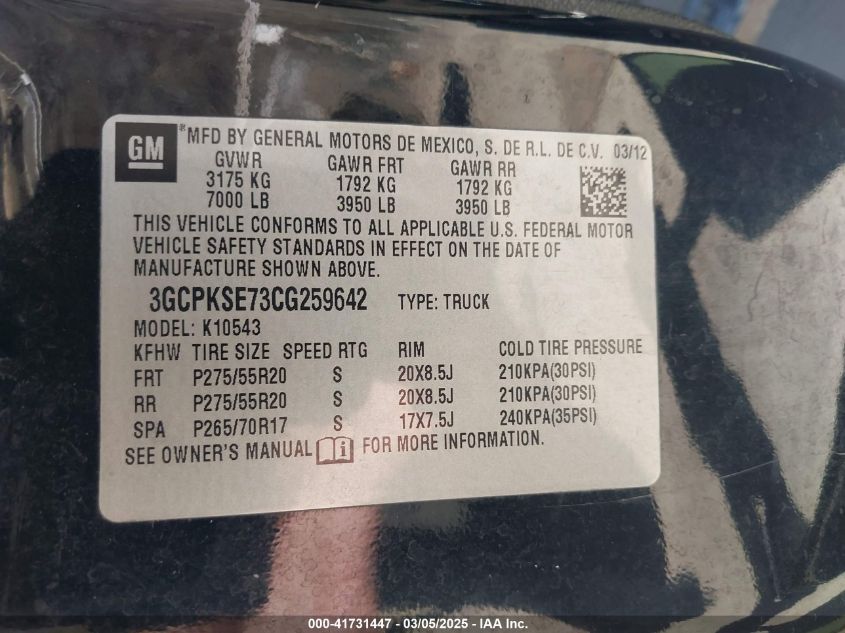 GM
MFD BY GENERAL MOTORS DE MEXICO, S. DE R.L. DE C.V. 03/12
GVWR GAWR FRT GAWR RR
3175 KG 1792 KG 1792 KG
7000 LB 3950 LB 3950 LB
THIS VEHICLE CONFORMS TO ALL APPLICABLE U.S. FEDERAL MOTOR
VEHICLE SAFETY STANDARDS IN EFFECT ON THE DATE OF
MANUFACTURE SHOWN ABOVE.
3GCPKSE73CG259642 TYPE: TRUCK
MODEL: K10543
KFHW TIRE SIZE SPEED RTG RIM COLD TIRE PRESSURE
FRT P275/55R20 S 20X8.5J 210KPA(30PSI)
RR P275/55R20 S 20X8.5J 210KPA(30PSI)
SPA P265/70R17 S 17X7.5J 240KPA(35PSI)
SEE OWNER'S MANUAL i FOR MORE INFORMATION.
000-41731447 — 03/05/2025 — IAA Inc.